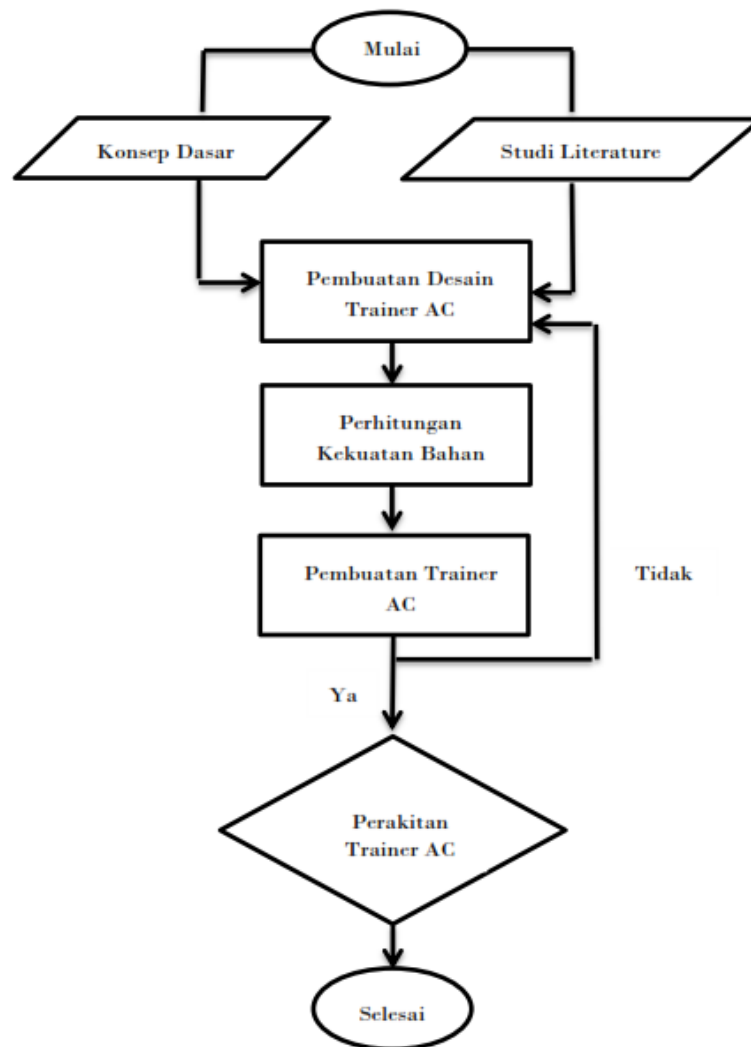 Mulai
Konsep Dasar
Studi Literature
Pembuatan Desain
Trainer AC
Perhitungan
Kekuatan Bahan
Pembuatan Trainer
AC
Tidak
Ya
Perakitan
Trainer AC
Selesai